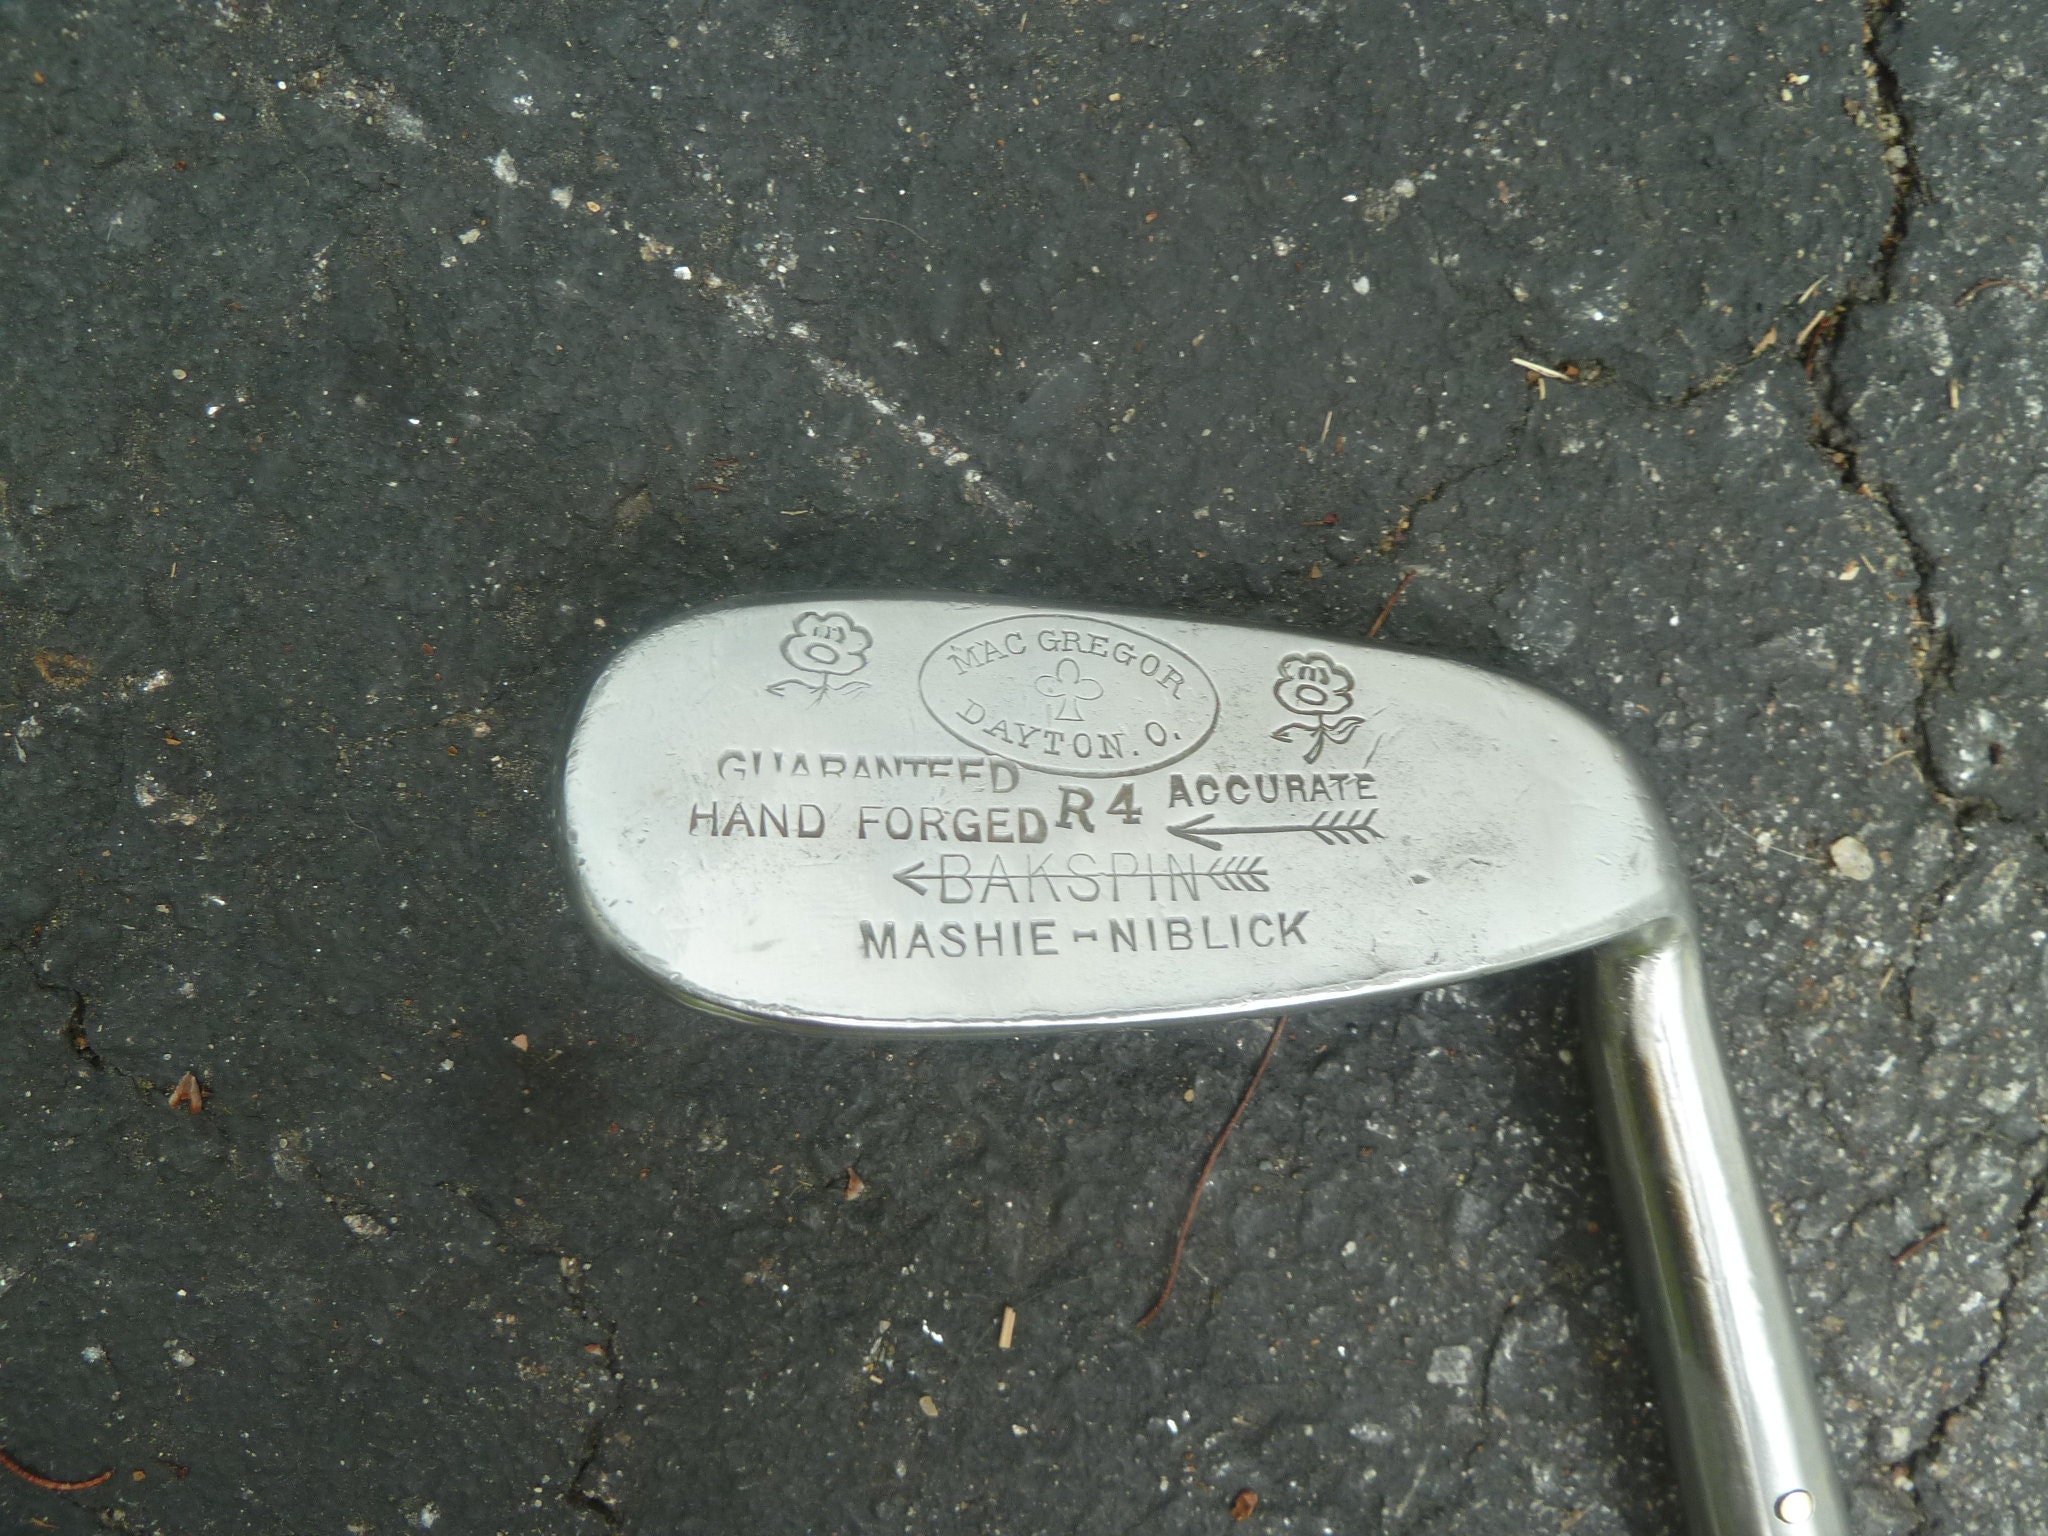 MAC GREGOR
DAYTON. O.
GUARANTEED
HAND FORGED
R4
ACCURATE
BAKSPIN
MASHIE-NIBLICK